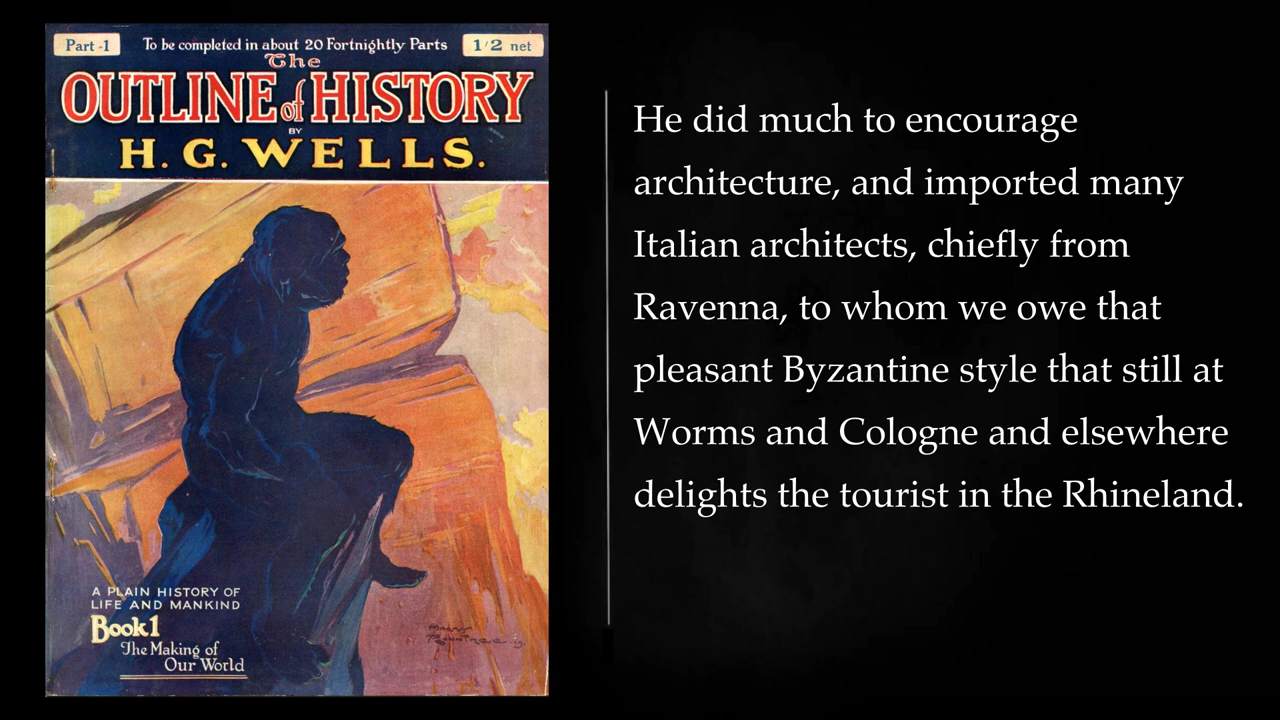 Part -1
To be completed in about 20 Fortnightly Parts
1/2 net
The
OUTLINE of HISTORY
BY
H. G. WELLS.
A PLAIN HISTORY OF
LIFE AND MANKIND
Book 1
The Making of
Our World
He did much to encourage
architecture, and imported many
Italian architects, chiefly from
Ravenna, to whom we owe that
pleasant Byzantine style that still at
Worms and Cologne and elsewhere
delights the tourist in the Rhineland.